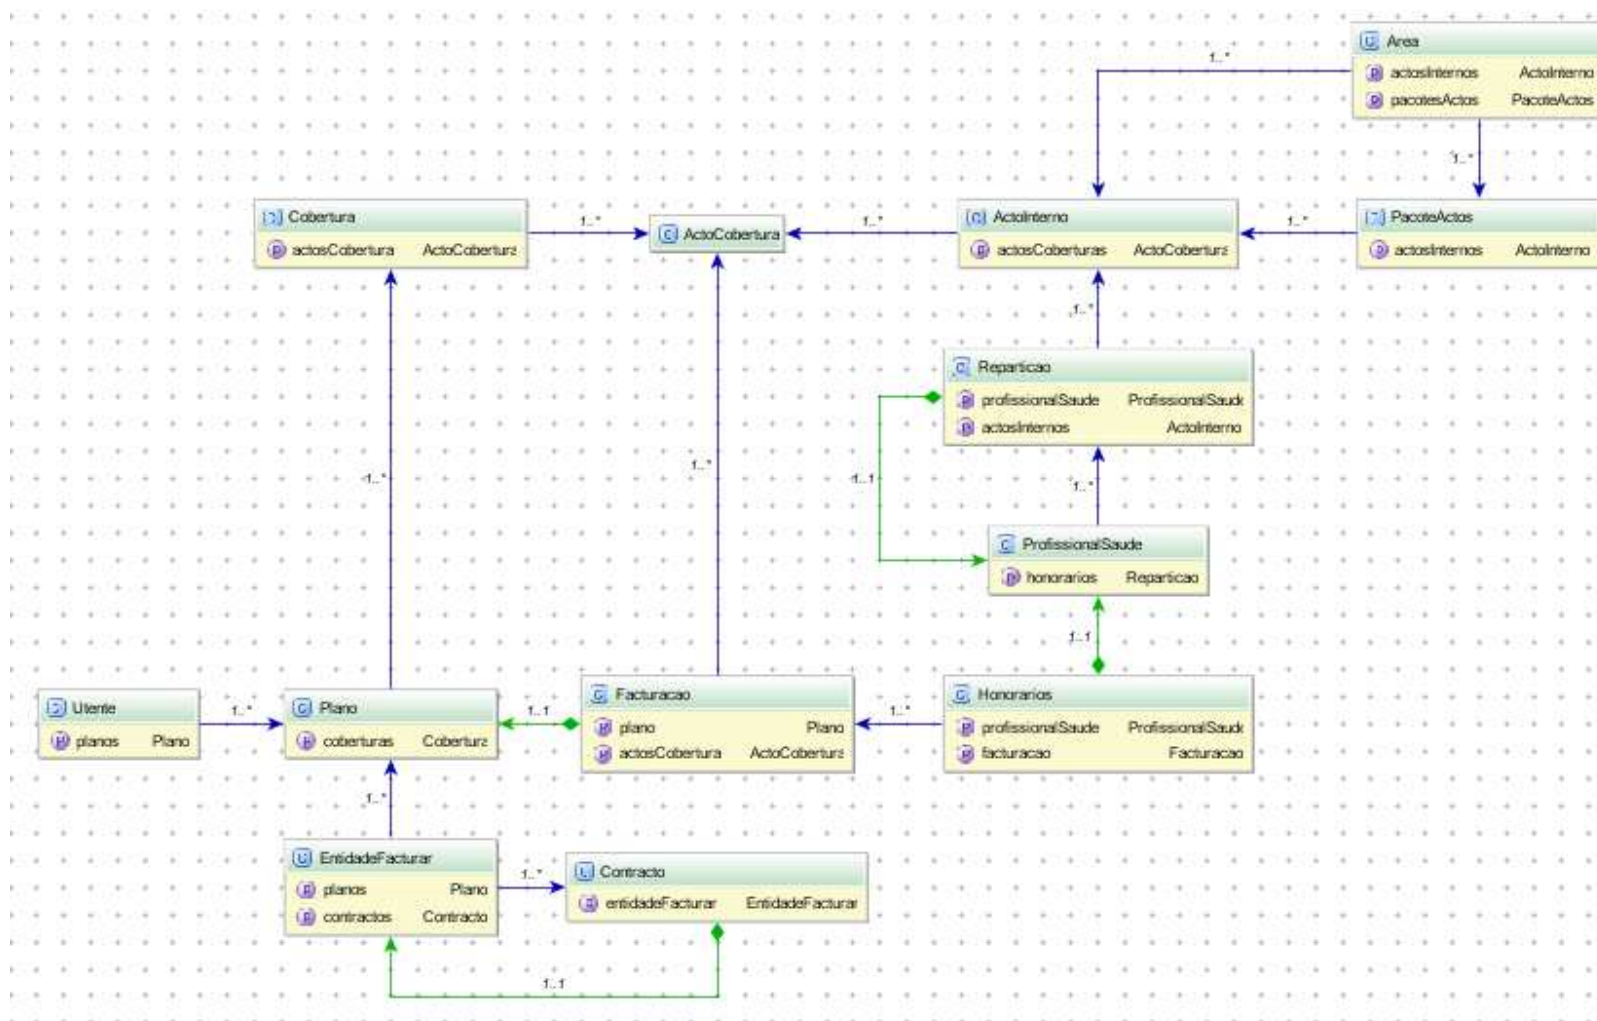 Area
actosInternos ActoInterno
pacotesActos PacoteActos
1..*
1..*
Cobertura
actosCobertura ActoCobertura
1..*
ActoCobertura
1..*
ActoInterno
actosCoberturas ActoCobertura
1..*
PacoteActos
actosInternos ActoInterno
1..*
Reparticao
profissionalSaude ProfissionalSaude
actosInternos ActoInterno
1..*
1..*
1..1
1..*
ProfissionalSaude
honorarios Reparticao
1..1
Utente
planos Plano
1..*
Plano
coberturas Cobertura
1..1
Facturacao
plano Plano
actosCobertura ActoCobertura
1..*
Honorarios
profissionalSaude ProfissionalSaude
facturacao Facturacao
1..*
EntidadeFacturar
planos Plano
contractos Contracto
1..*
Contracto
entidadeFacturar EntidadeFacturar
1..1